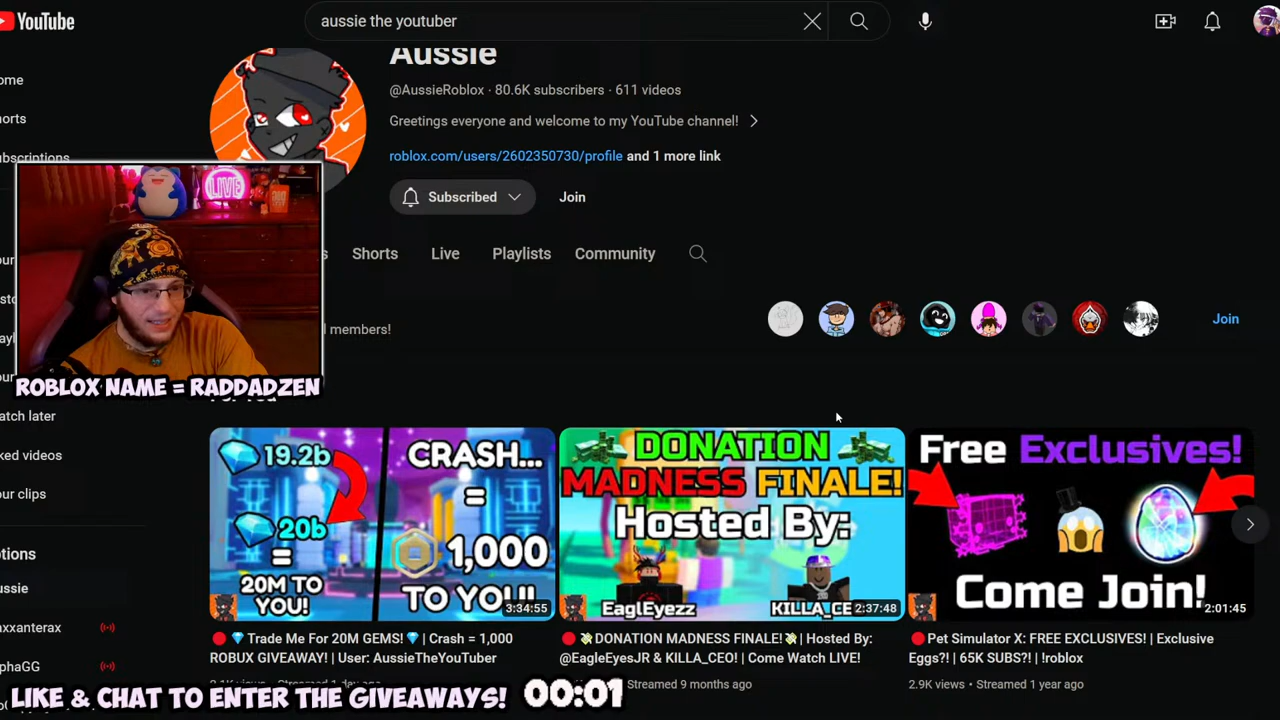 YouTube
aussie the youtuber
ome
horts
ubscriptions
Aussie
@AussieRoblox · 80.6K subscribers · 611 videos
Greetings everyone and welcome to my YouTube channel!
roblox.com/users/2602350730/profile and 1 more link
Subscribed
Join
LIVE
s
Shorts
Live
Playlists
Community
l members!
Join
ROBLOX NAME = RADDADZEN
atch later
ked videos
our clips
ptions
ussie
axxanterax
phaGG
19.2b
20b
=
20M TO
YOU!
CRASH...
=
1,000
TO YOU!
3:34:55
DONATION
MADNESS FINALE!
Hosted By:
EaglEyezz
KILLA_CE
2:37:48
Free Exclusives!
Come Join!
2:01:45
🔴 💎 Trade Me For 20M GEMS! 💎 | Crash = 1,000
ROBUX GIVEAWAY! | User: AussieTheYouTuber
🔴 💸DONATION MADNESS FINALE!💸 | Hosted By:
@EagleEyesJR & KILLA_CEO! | Come Watch LIVE!
Streamed 9 months ago
🔴Pet Simulator X: FREE EXCLUSIVES! | Exclusive
Eggs?! | 65K SUBS?! | !roblox
2.9K views · Streamed 1 year ago
LIKE & CHAT TO ENTER THE GIVEAWAYS! 00:01